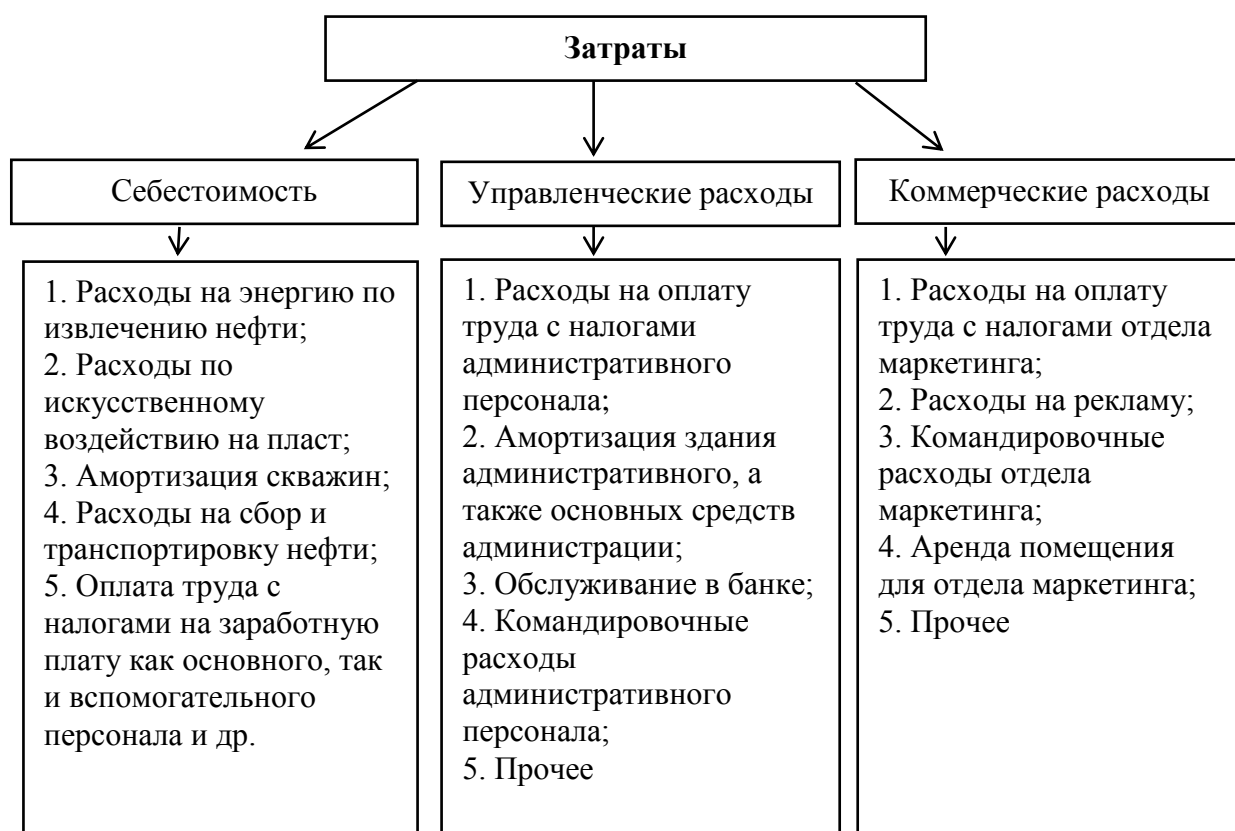 Затраты
Себестоимость
Управленческие расходы
Коммерческие расходы
1. Расходы на энергию по
извлечению нефти;
2. Расходы по
искусственному
воздействию на пласт;
3. Амортизация скважин;
4. Расходы на сбор и
транспортировку нефти;
5. Оплата труда с
налогами на заработную
плату как основного, так
и вспомогательного
персонала и др.
1. Расходы на оплату
труда с налогами
административного
персонала;
2. Амортизация здания
административного, а
также основных средств
администрации;
3. Обслуживание в банке;
4. Командировочные
расходы
административного
персонала;
5. Прочее
1. Расходы на оплату
труда с налогами отдела
маркетинга;
2. Расходы на рекламу;
3. Командировочные
расходы отдела
маркетинга;
4. Аренда помещения
для отдела маркетинга;
5. Прочее